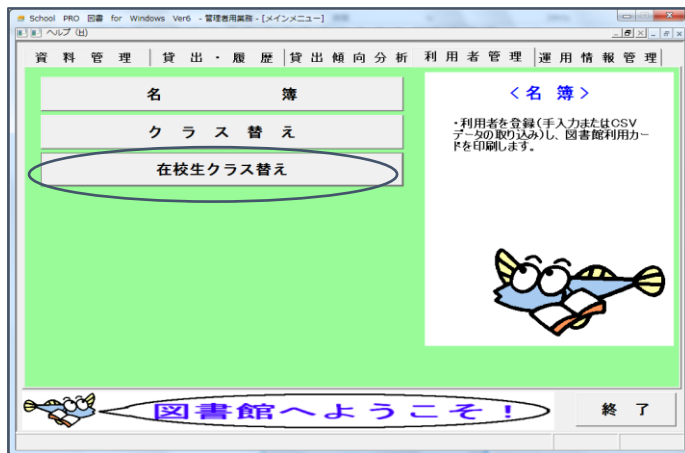 School PRO 図書 for Windows Ver6 - 管理者用業務 - [メインメニュー]
ヘルプ (H)
資料管理 貸出・履歴 貸出傾向分析 利用者管理 運用情報管理
名簿
クラス替え
在校生クラス替え
<名簿>
・利用者を登録(手入力またはCSV
データの取り込み)し、図書館利用カー
ドを印刷します。
図書館へようこそ!
終了